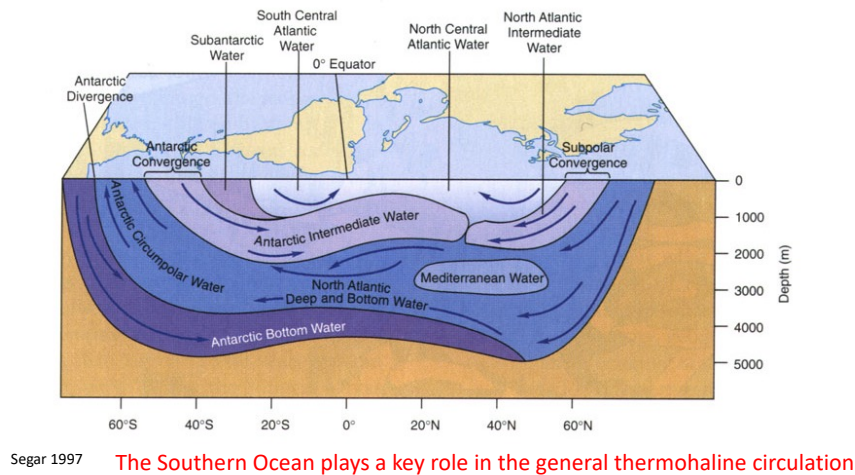 South Central
Atlantic
Water
North Atlantic
Intermediate
Water
North Central
Atlantic Water
Subantarctic
Water
0° Equator
Antarctic
Divergence
Antarctic
Convergence
Subpolar
Convergence
0
1000
2000
3000
4000
5000
Depth (m)
Antarctic Circumpolar Water
Antarctic Intermediate Water
Mediterranean Water
North Atlantic
Deep and Bottom Water
Antarctic Bottom Water
60°S
40°S
20°S
0°
20°N
40°N
60°N
Segar 1997
The Southern Ocean plays a key role in the general thermohaline circulation